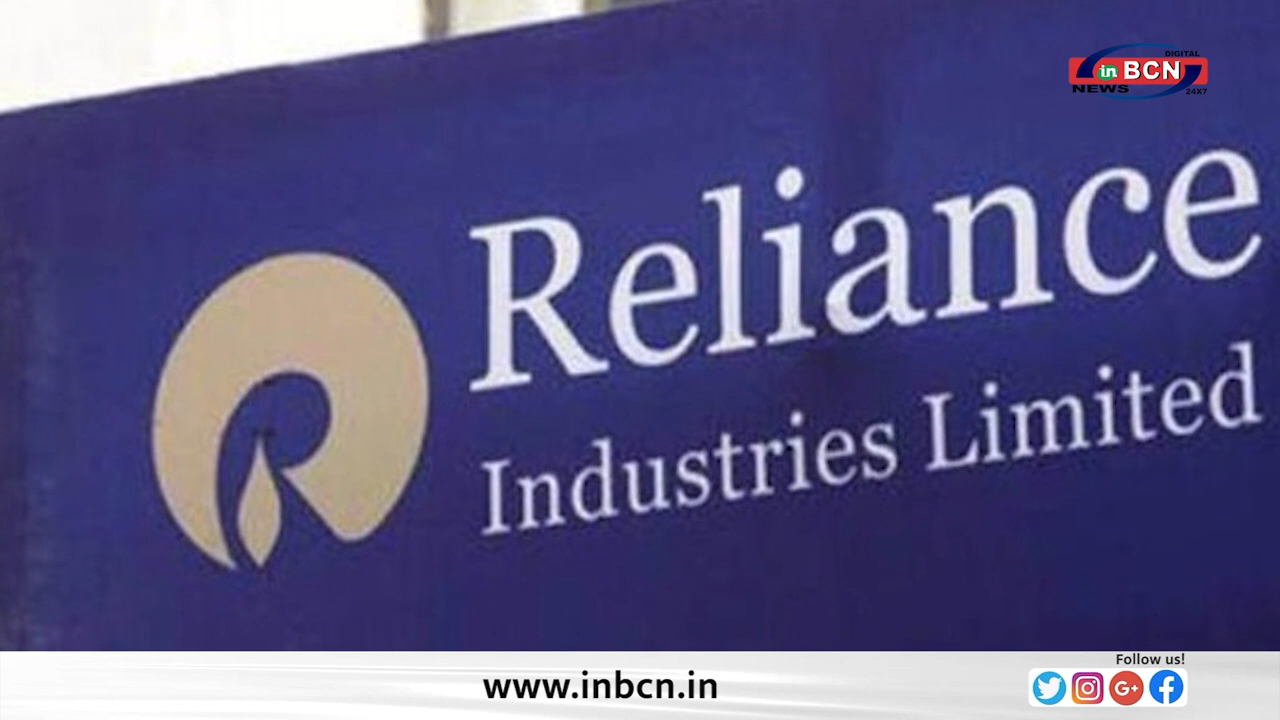 DIGITAL
in BCN
NEWS 24X7
Reliance
Industries Limited
Follow us!
www.inbcn.in